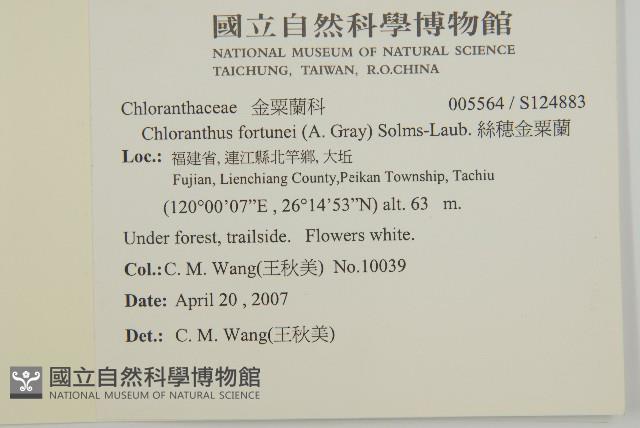 國立自然科學博物館
NATIONAL MUSEUM OF NATURAL SCIENCE
TAICHUNG, TAIWAN, R.O.CHINA
Chloranthaceae 金粟蘭科 005564 / S124883
Chloranthus fortunei (A. Gray) Solms-Laub. 絲穗金粟蘭
Loc.: 福建省, 連江縣北竿鄉, 大坵
Fujian, Lienchiang County,Peikan Township, Tachiu
(120°00'07”E , 26°14'53”N) alt. 63 m.
Under forest, trailside. Flowers white.
Col.: C. M. Wang(王秋美) No.10039
Date: April 20 , 2007
Det.: C. M. Wang(王秋美)
國立自然科學博物館
NATIONAL MUSEUM OF NATURAL SCIENCE